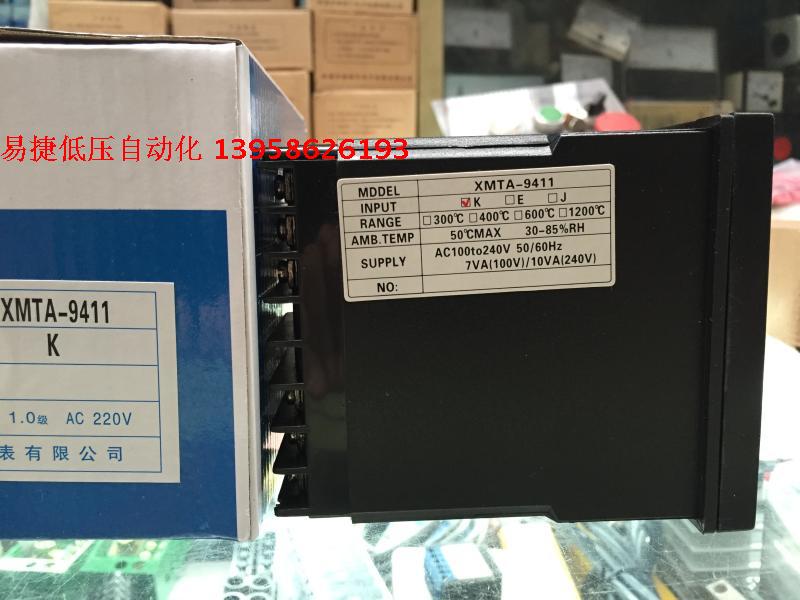 易捷低压自动化 13958626193
MDDEL XMTA-9411
INPUT ☑K □E □J
RANGE □300℃ □400℃ □600℃ □1200℃
AMB.TEMP 50℃MAX 30-85%RH
SUPPLY AC100to240V 50/60Hz
7VA(100V)/10VA(240V)
NO:
XMTA-9411
K
1.0级 AC 220V
表有限公司